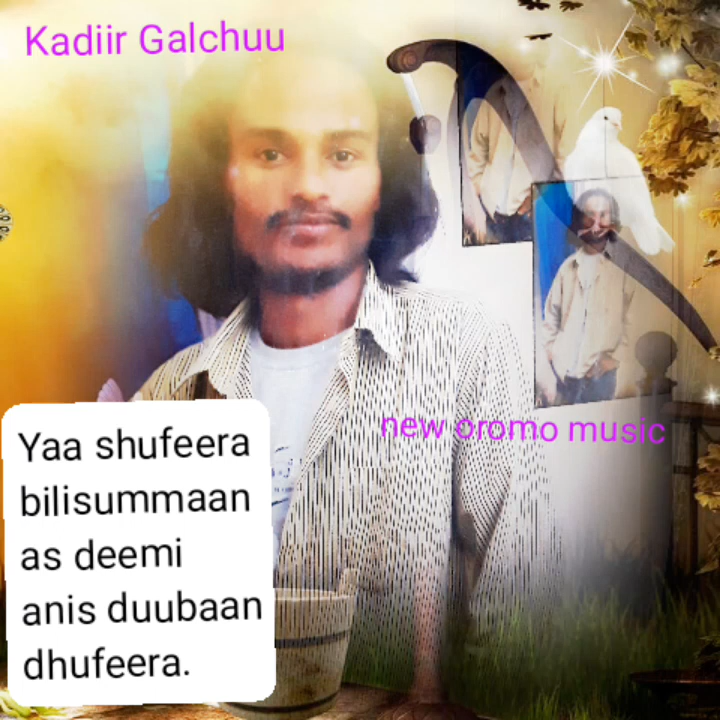 Kadiir Galchuu
new oromo music
Yaa shufeera
bilisummaan
as deemi
anis duubaan
dhufeera.